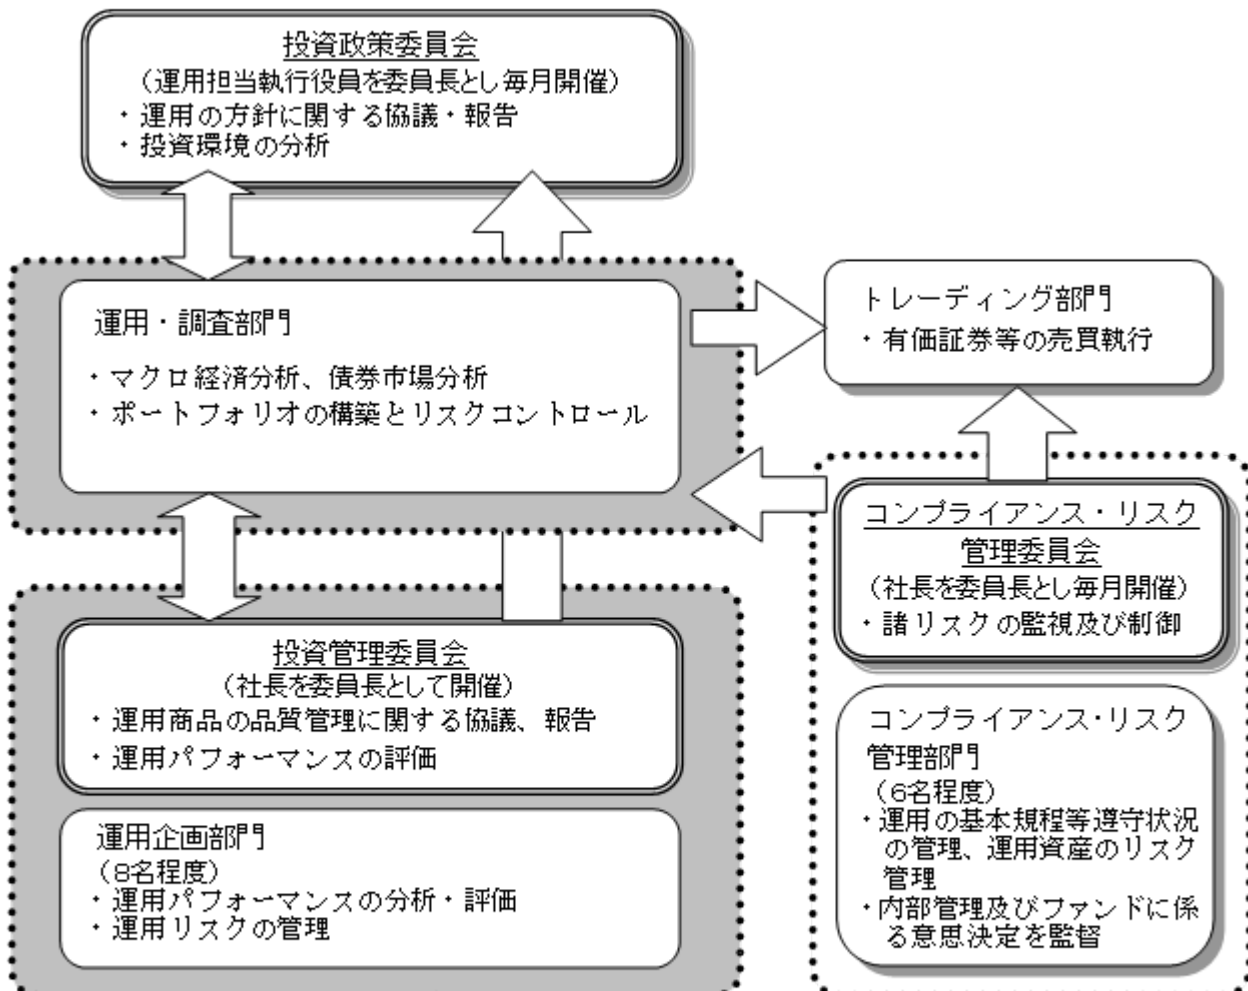 投資政策委員会
（運用担当執行役員を委員長とし毎月開催）
・運用の方針に関する協議・報告
・投資環境の分析
運用・調査部門
・マクロ経済分析、債券市場分析
・ポートフォリオの構築とリスクコントロール
トレーディング部門
・有価証券等の売買執行
投資管理委員会
（社長を委員長として開催）
・運用商品の品質管理に関する協議、報告
・運用パフォーマンスの評価
運用企画部門
（8名程度）
・運用パフォーマンスの分析・評価
・運用リスクの管理
コンプライアンス・リスク
管理委員会
（社長を委員長とし毎月開催）
・諸リスクの監視及び制御
コンプライアンス・リスク
管理部門
（6名程度）
・運用の基本規程等遵守状況
の管理、運用資産のリスク
管理
・内部管理及びファンドに係
る意思決定を監督